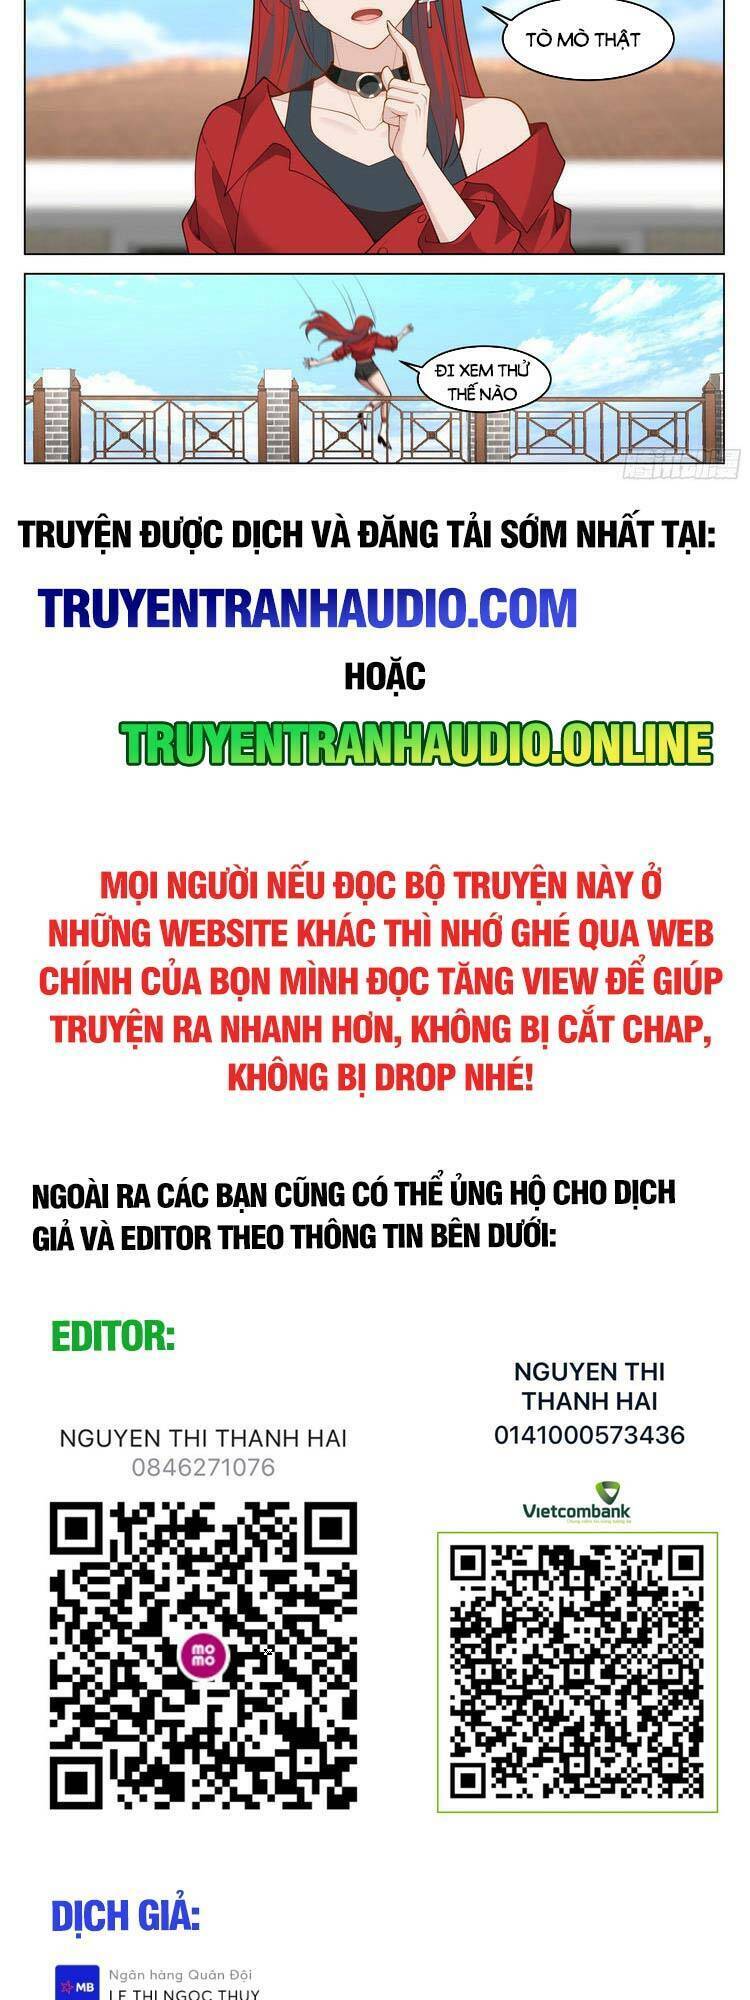 TÒ MÒ THẬT
ĐI XEM THỬ
THẾ NÀO
TRUYỆN ĐƯỢC DỊCH VÀ ĐĂNG TẢI SỚM NHẤT TẠI:
TRUYENTRANHAUDIO.COM
HOẶC
TRUYENTRANHAUDIO.ONLINE
MỌI NGƯỜI NẾU ĐỌC BỘ TRUYỆN NÀY Ở
NHỮNG WEBSITE KHÁC THÌ NHỚ GHÉ QUA WEB
CHÍNH CỦA BỌN MÌNH ĐỌC TĂNG VIEW ĐỂ GIÚP
TRUYỆN RA NHANH HƠN, KHÔNG BỊ CẮT CHAP,
KHÔNG BỊ DROP NHÉ!
NGOÀI RA CÁC BẠN CŨNG CÓ THỂ ỦNG HỘ CHO DỊCH
GIẢ VÀ EDITOR THEO THÔNG TIN BÊN DƯỚI:
EDITOR:
NGUYEN THI THANH HAI
0846271076
mo
mo
NGUYEN THI
THANH HAI
0141000573436
Vietcombank
DỊCH GIẢ:
MB
Ngân hàng Quân Đội
LE THI NGOC THUY